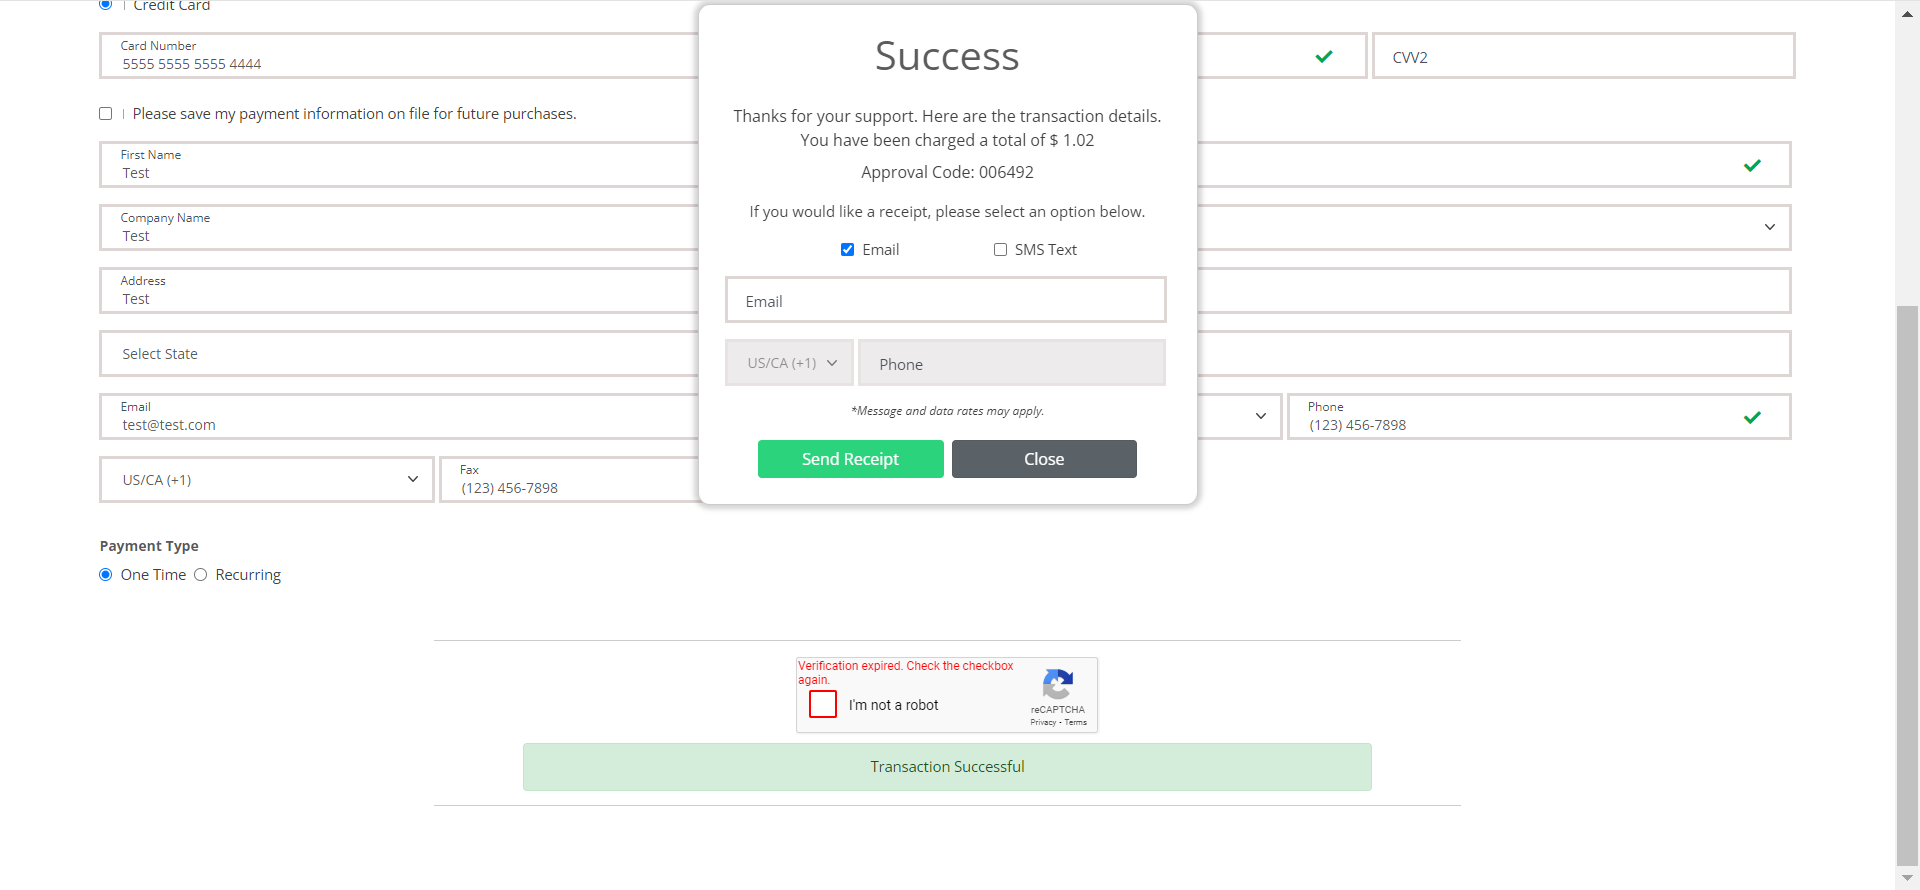 Credit Card
Card Number
5555 5555 5555 4444
CVV2
Please save my payment information on file for future purchases.
First Name
Test
Company Name
Test
Address
Test
Select State
Email
test@test.com
Phone
(123) 456-7898
US/CA (+1)
Fax
(123) 456-7898
Success
Thanks for your support. Here are the transaction details.
You have been charged a total of $ 1.02
Approval Code: 006492
If you would like a receipt, please select an option below.
Email
SMS Text
Email
US/CA (+1)
Phone
*Message and data rates may apply.
Send Receipt
Close
Payment Type
One Time
Recurring
Verification expired. Check the checkbox
again.
I'm not a robot
reCAPTCHA
Privacy - Terms
Transaction Successful